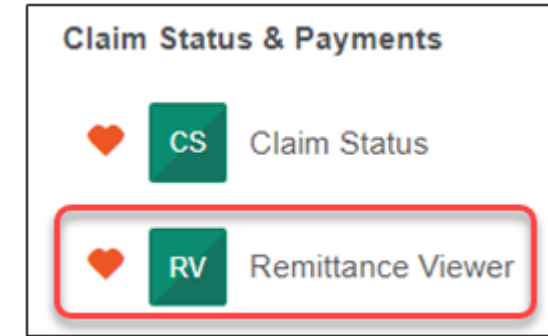 Claim Status & Payments
CS Claim Status
RV Remittance Viewer